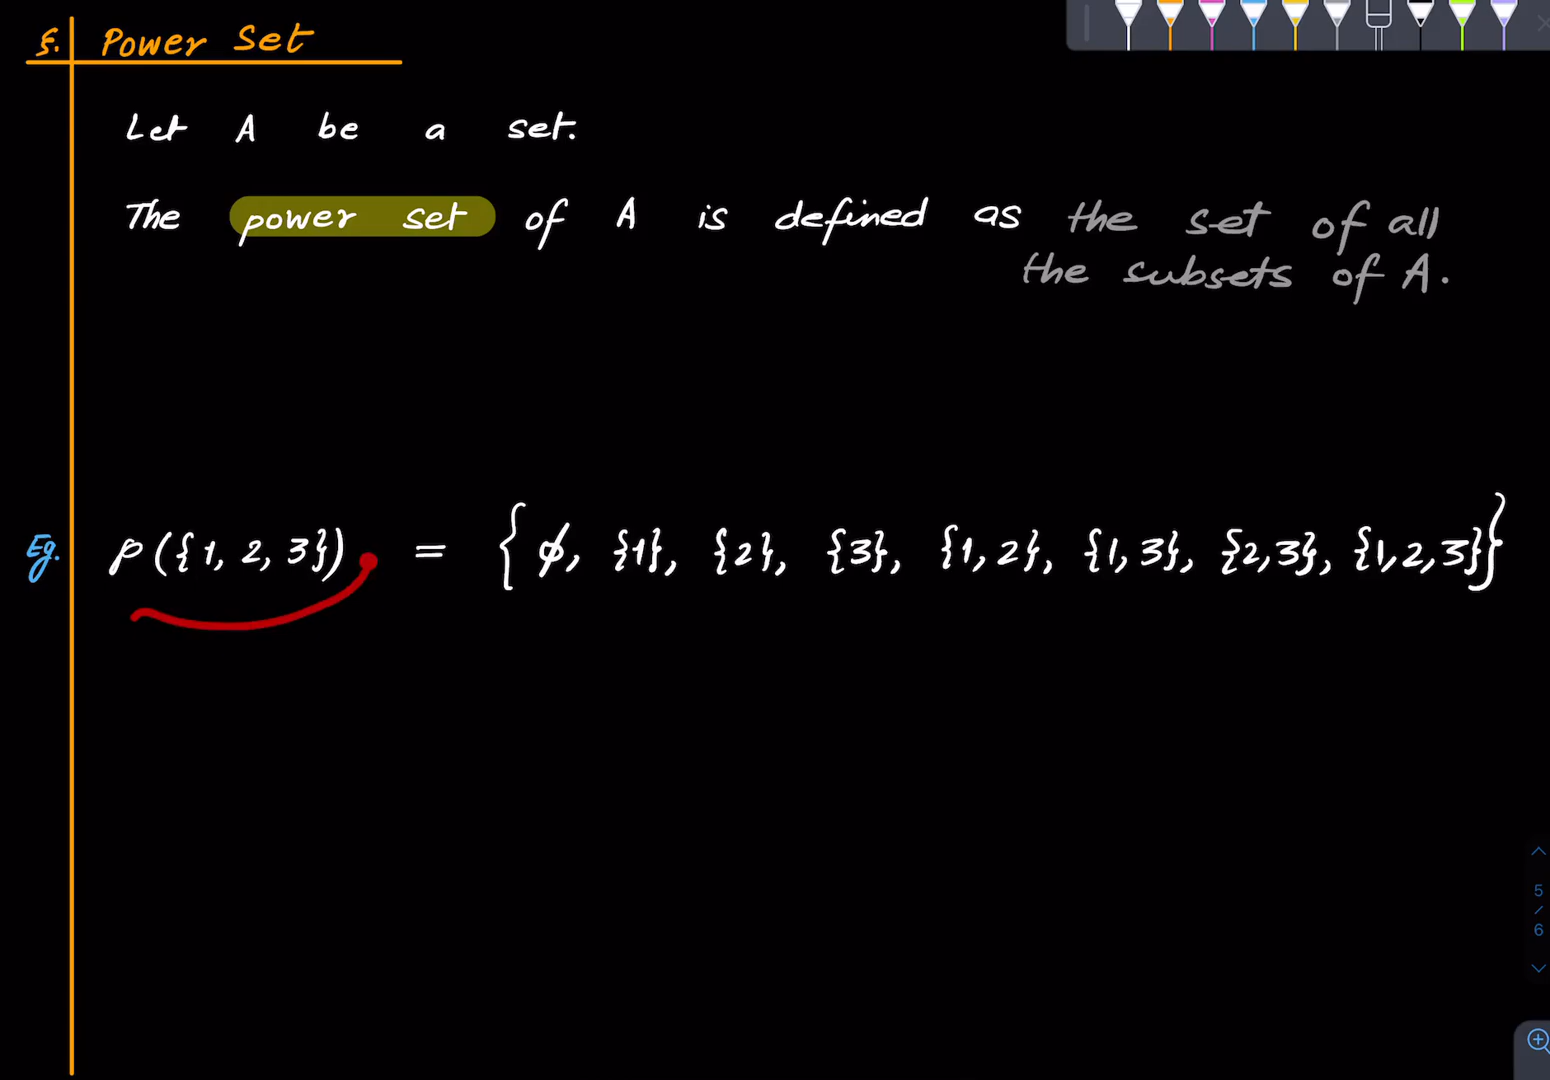 §. Power Set
Let A be a set.
The power set of A is defined as the set of all
the subsets of A.
Eg. P({1, 2, 3}) = {ϕ, {1}, {2}, {3}, {1, 2}, {1, 3}, {2,3}, {1,2,3}}
5
/
6